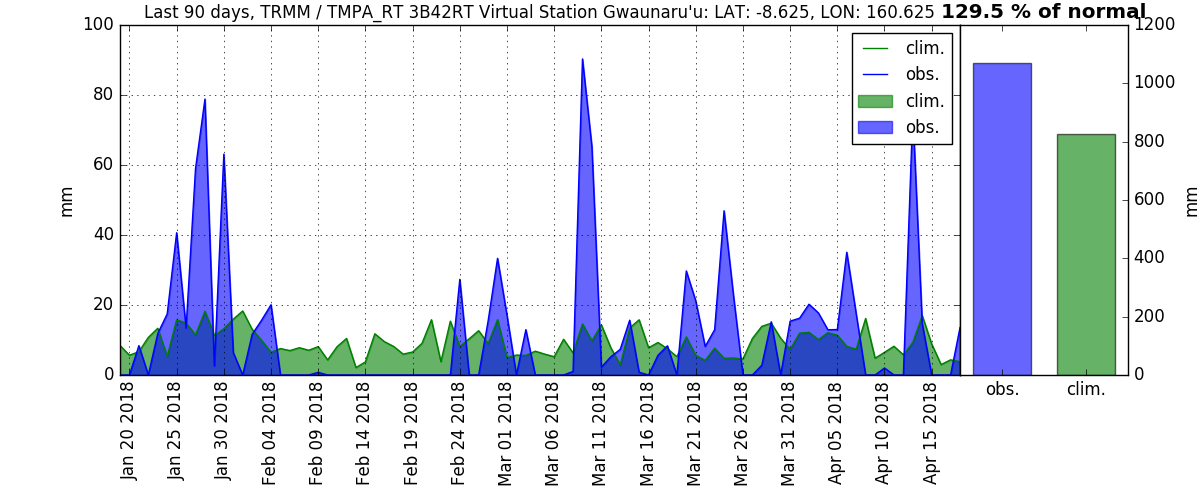 Last 90 days, TRMM / TMPA_RT 3B42RT Virtual Station Gwaunaru'u: LAT: -8.625, LON: 160.625 129.5 % of normal
100
80
60
40
20
0
mm
clim.
obs.
clim.
obs.
1200
1000
800
600
400
200
0
mm
Jan 20 2018
Jan 25 2018
Jan 30 2018
Feb 04 2018
Feb 09 2018
Feb 14 2018
Feb 19 2018
Feb 24 2018
Mar 01 2018
Mar 06 2018
Mar 11 2018
Mar 16 2018
Mar 21 2018
Mar 26 2018
Mar 31 2018
Apr 05 2018
Apr 10 2018
Apr 15 2018
obs.
clim.